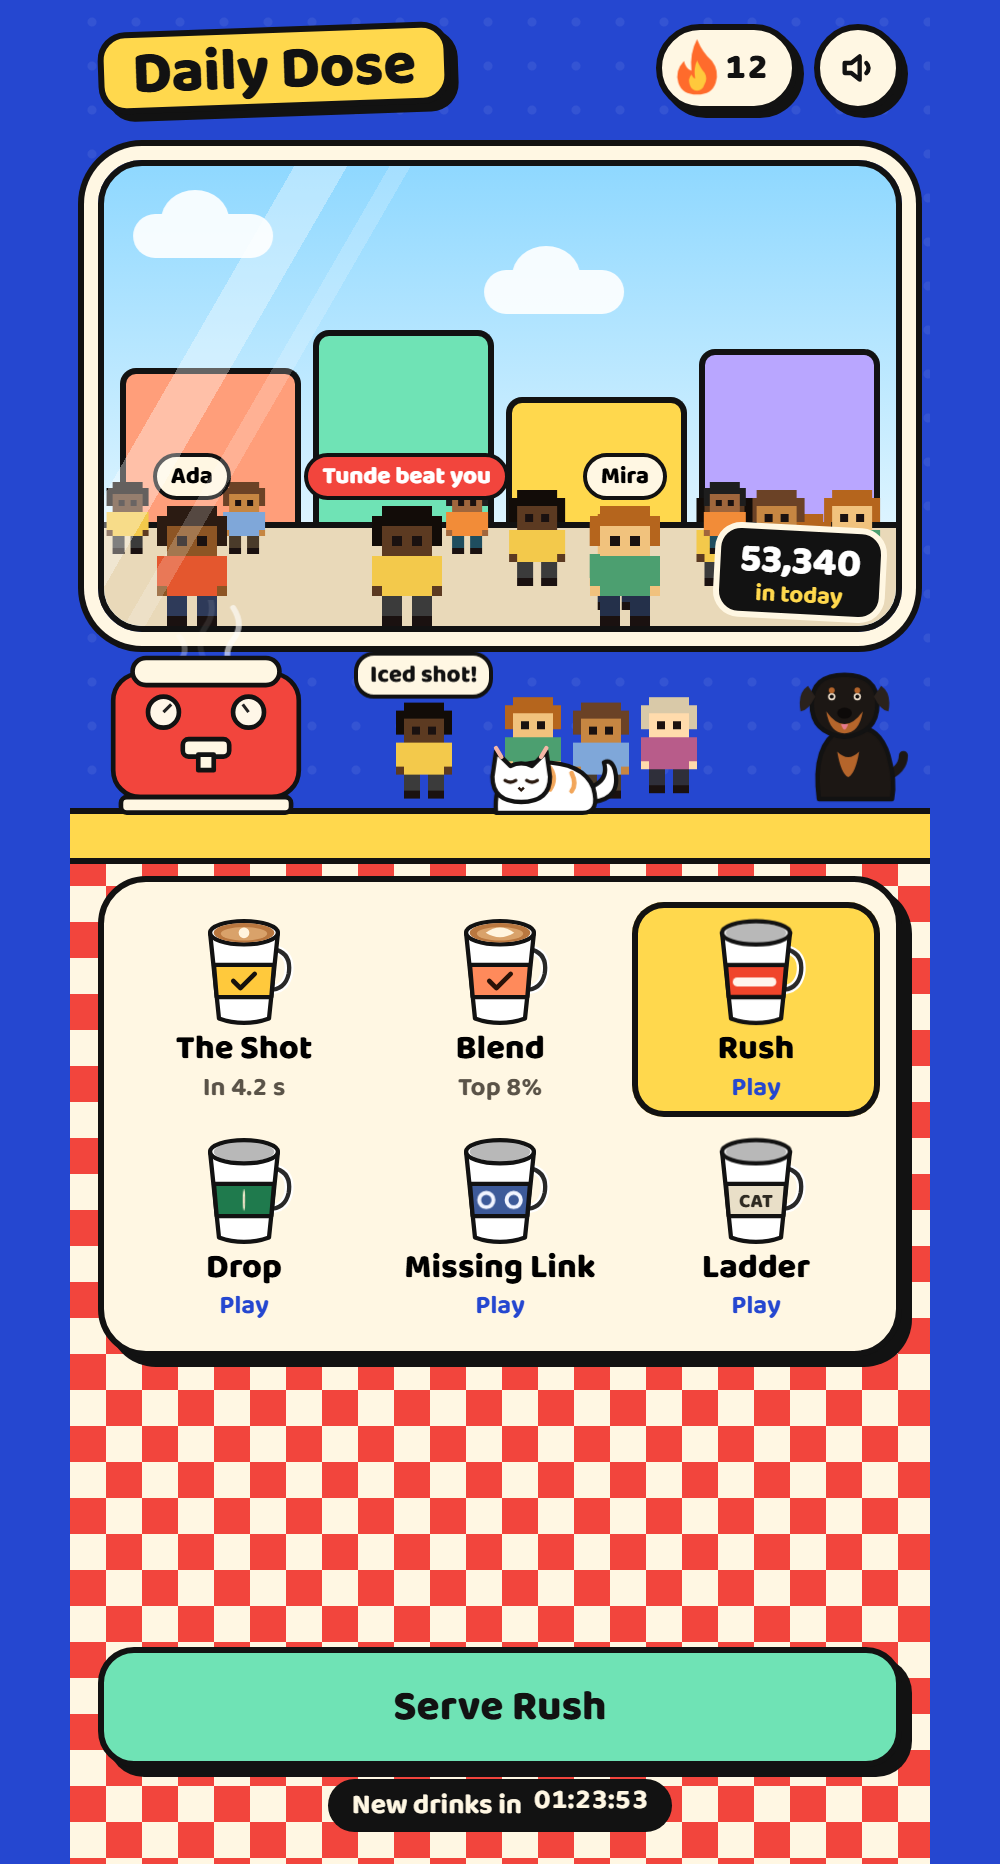 Daily Dose
12
Ada
Tunde beat you
Mira
53,340
in today
Iced shot!
The Shot
In 4.2 s
Blend
Top 8%
Rush
Play
Drop
Play
Missing Link
Play
CAT
Ladder
Play
Serve Rush
New drinks in 01:23:53